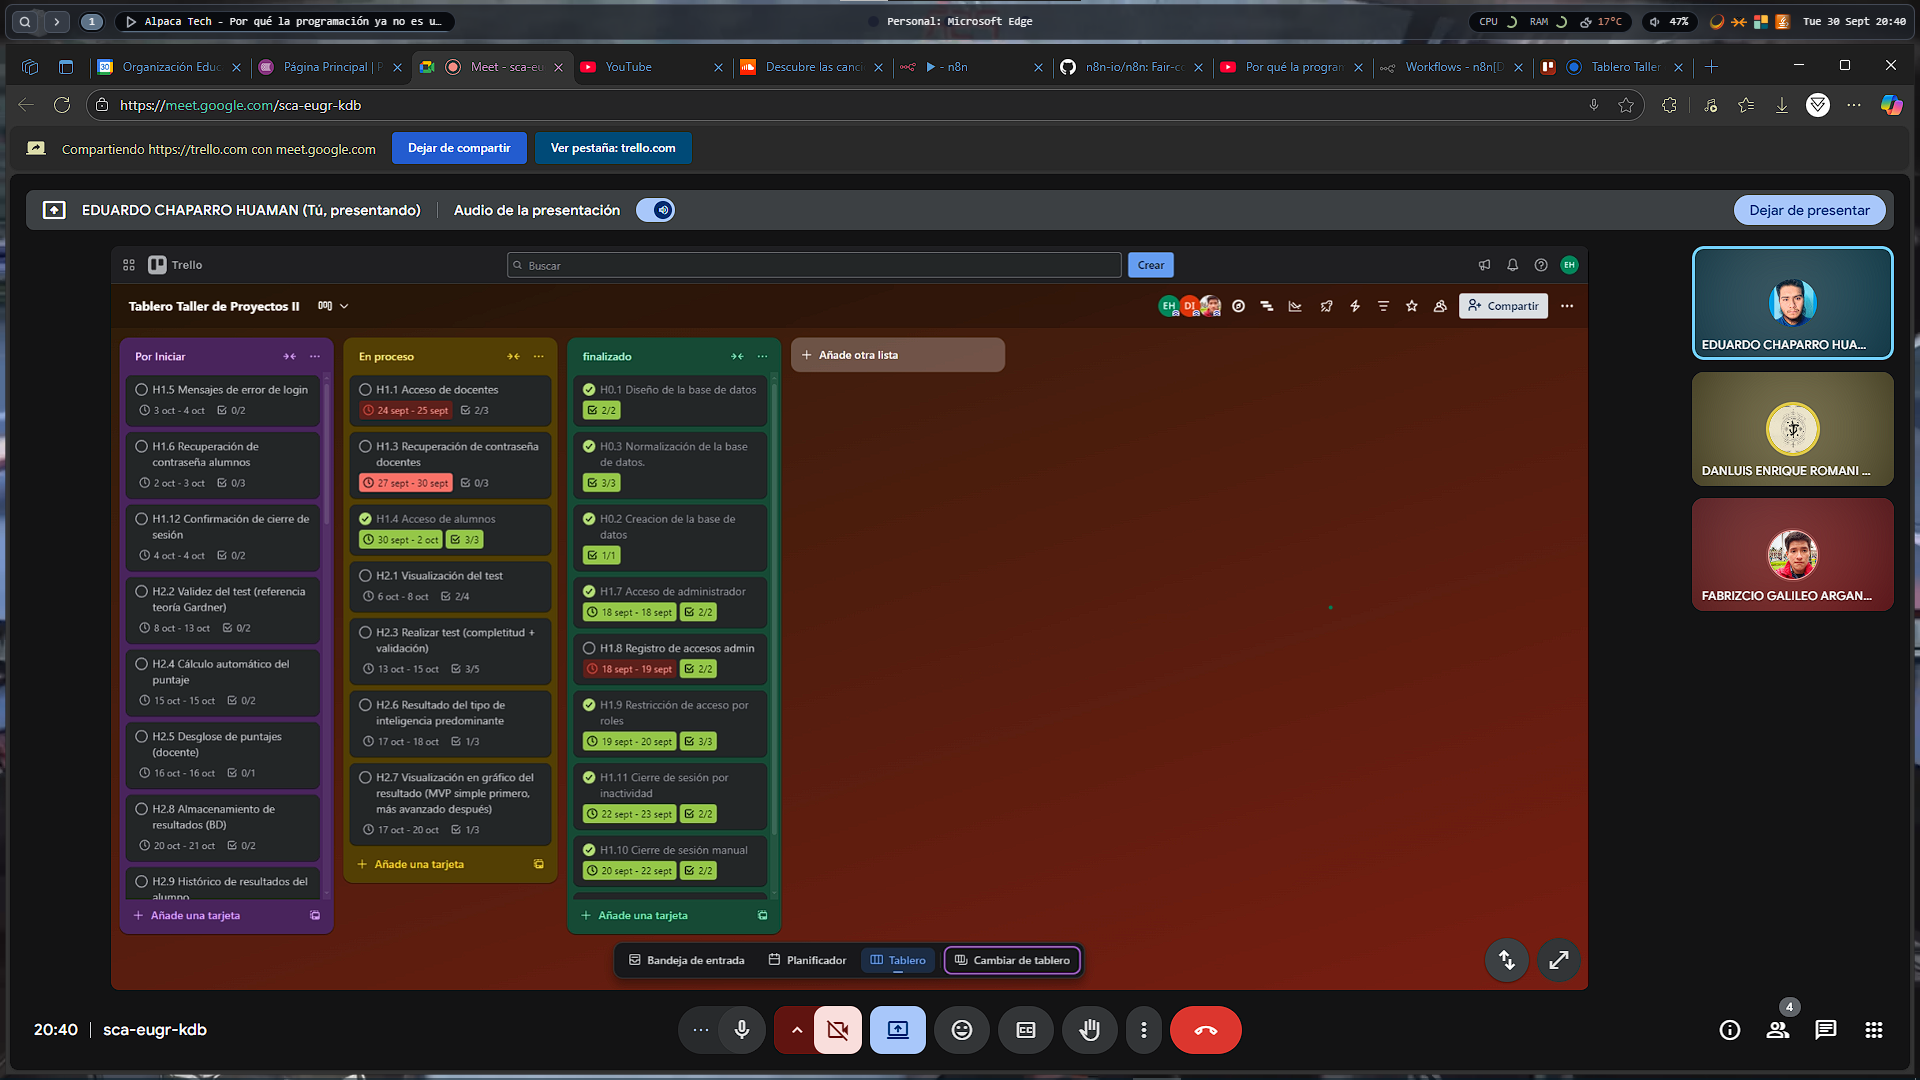 1
Alpaca Tech - Por qué la programación ya no es u…
Personal: Microsoft Edge
CPU
RAM
17°C
47%
Tue 30 Sept 20:40
Organización Educ
Página Principal | P
Meet - sca-eu
YouTube
Descubre las canci
▶ - n8n
n8n-io/n8n: Fair-co
Por qué la program
Workflows - n8n[D
Tablero Taller
https://meet.google.com/sca-eugr-kdb
Compartiendo https://trello.com con meet.google.com
Dejar de compartir
Ver pestaña: trello.com
EDUARDO CHAPARRO HUAMAN (Tú, presentando)
Audio de la presentación
Dejar de presentar
Trello
Buscar
Crear
EH
Tablero Taller de Proyectos II
EH
DI
Compartir
Por Iniciar
H1.5 Mensajes de error de login
3 oct - 4 oct
0/2
H1.6 Recuperación de
contraseña alumnos
2 oct - 3 oct
0/3
H1.12 Confirmación de cierre de
sesión
4 oct - 4 oct
0/2
H2.2 Validez del test (referencia
teoría Gardner)
8 oct - 13 oct
0/2
H2.4 Cálculo automático del
puntaje
15 oct - 15 oct
0/2
H2.5 Desglose de puntajes
(docente)
16 oct - 16 oct
0/1
H2.8 Almacenamiento de
resultados (BD)
20 oct - 21 oct
0/2
H2.9 Histórico de resultados del
alumno
Añade una tarjeta
En proceso
H1.1 Acceso de docentes
24 sept - 25 sept
2/3
H1.3 Recuperación de contraseña
docentes
27 sept - 30 sept
0/3
H1.4 Acceso de alumnos
30 sept - 2 oct
3/3
H2.1 Visualización del test
6 oct - 8 oct
2/4
H2.3 Realizar test (completitud +
validación)
13 oct - 15 oct
3/5
H2.6 Resultado del tipo de
inteligencia predominante
17 oct - 18 oct
1/3
H2.7 Visualización en gráfico del
resultado (MVP simple primero,
más avanzado después)
17 oct - 20 oct
1/3
Añade una tarjeta
finalizado
H0.1 Diseño de la base de datos
2/2
H0.3 Normalización de la base
de datos.
3/3
H0.2 Creacion de la base de
datos
1/1
H1.7 Acceso de administrador
18 sept - 18 sept
2/2
H1.8 Registro de accesos admin
18 sept - 19 sept
2/2
H1.9 Restricción de acceso por
roles
19 sept - 20 sept
3/3
H1.11 Cierre de sesión por
inactividad
22 sept - 23 sept
2/2
H1.10 Cierre de sesión manual
20 sept - 22 sept
2/2
Añade una tarjeta
Añade otra lista
Bandeja de entrada
Planificador
Tablero
Cambiar de tablero
EDUARDO CHAPARRO HUA...
DANLUIS ENRIQUE ROMANI ...
FABRIZCIO GALILEO ARGAN...
20:40
sca-eugr-kdb
4